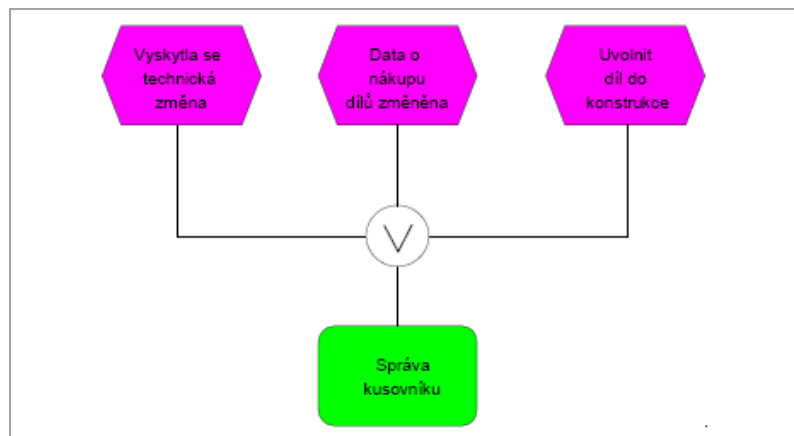 Vyskytla se
technická
změna
Data o
nákupu
dílů změněna
Uvolnit
díl do
konstrukce
V
Správa
kusovníku